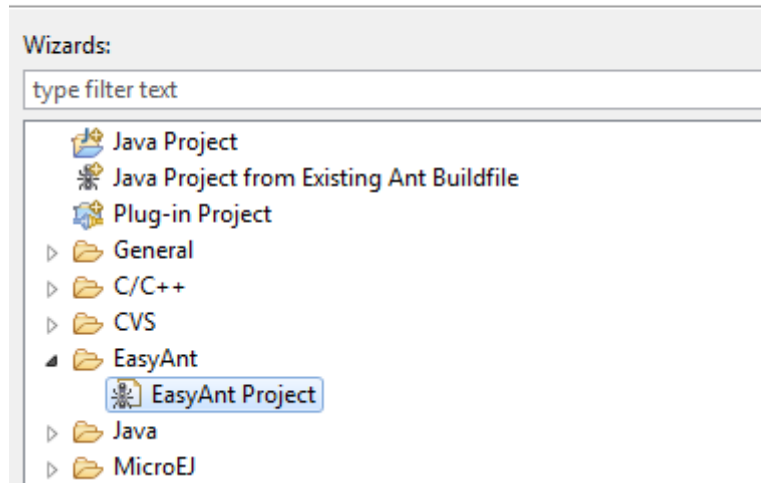 Wizards:
type filter text
Java Project
Java Project from Existing Ant Buildfile
Plug-in Project
General
C/C++
CVS
EasyAnt
EasyAnt Project
Java
MicroEJ